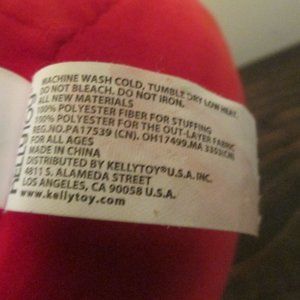 MACHINE WASH COLD, TUMBLE DRY LOW HEAT,
DO NOT BLEACH. DO NOT IRON.
ALL NEW MATERIALS
100% POLYESTER FIBER FOR STUFFING
100% POLYESTER FOR THE OUT-LAYER FABRIC
REG.NO.PA17539 (CN). OH17499.MA 3353(CN)
FOR ALL AGES
MADE IN CHINA
DISTRIBUTED BY KELLYTOY®U.S.A. INC.
4811 S. ALAMEDA STREET
LOS ANGELES, CA 90058 U.S.A.
www.kellytoy.com
KELLYTOY